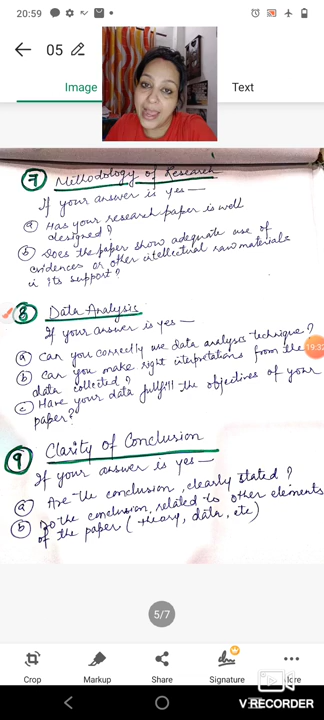 20:59
05
Image
Text
7 Methodology of Research
If your answer is yes —
a) Has your research paper is well
designed?
b) Does the paper show adequate use of
evidences or other intellectual raw materials
in its support?
8 Data Analysis
If your answer is yes —
a) Can you correctly use data analysis technique?
b) Can you make right interpretations from the
data collected?
c) Have your data fulfill the objectives of your
paper?
19:32
9 Clarity of Conclusion
If your answer is yes —
a) Are the conclusion, clearly stated?
b) Do the conclusion, related to other elements
of the paper (theory, data, etc)
5/7
Crop
Markup
Share
Signature
More
V RECORDER